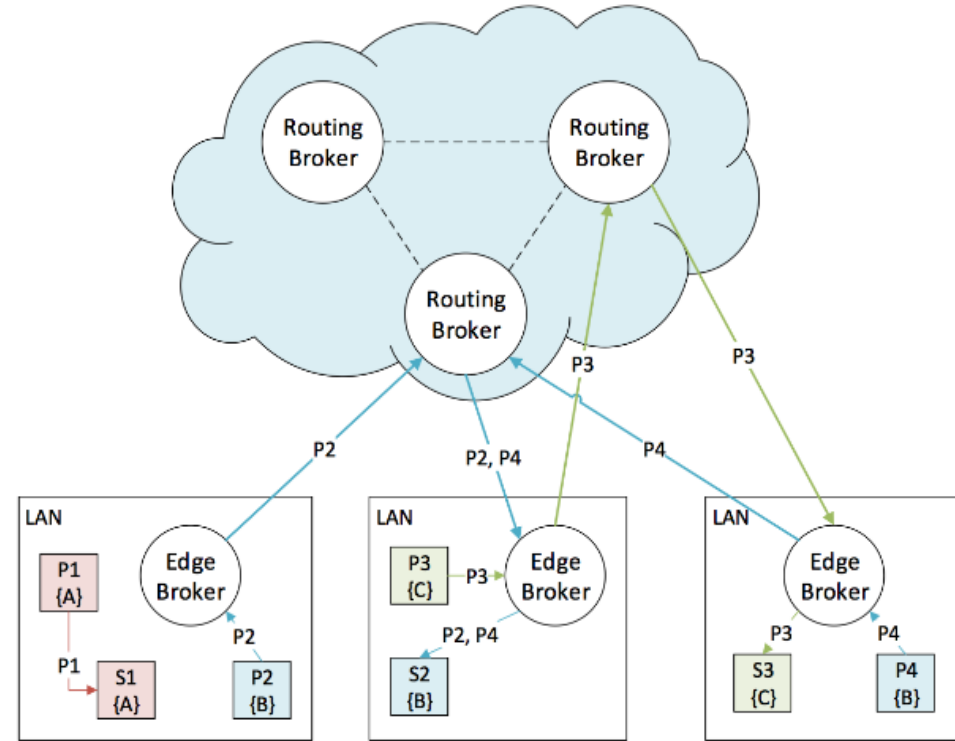 Routing
Broker
Routing
Broker
Routing
Broker
P3
P3
P2
P2, P4
P4
LAN
Edge
Broker
P1
{A}
P2
P1
S1
{A}
P2
{B}
LAN
P3
{C}
P3
Edge
Broker
P2, P4
S2
{B}
LAN
Edge
Broker
P3
P4
S3
{C}
P4
{B}